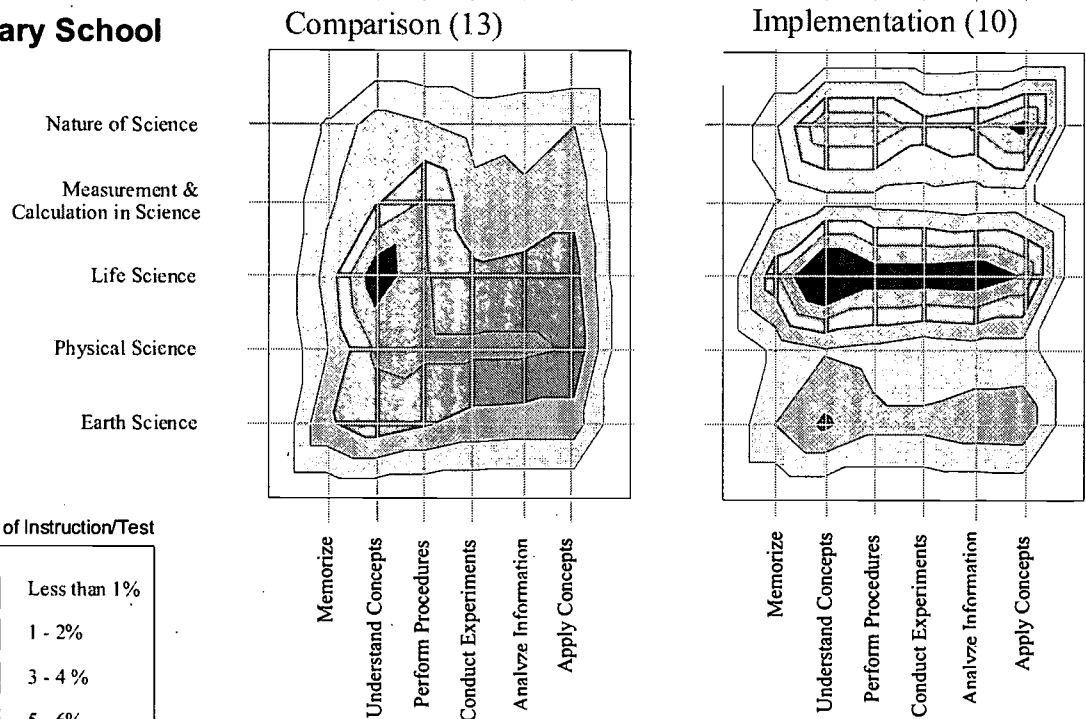 ary School
Comparison (13)
Implementation (10)
Nature of Science
Measurement &
Calculation in Science
Life Science
Physical Science
Earth Science
of Instruction/Test
Less than 1%
1 - 2%
3 - 4 %
5 - 6%
Memorize
Understand Concepts
Perform Procedures
Conduct Experiments
Analyze Information
Apply Concepts
Memorize
Understand Concepts
Perform Procedures
Conduct Experiments
Analyze Information
Apply Concepts